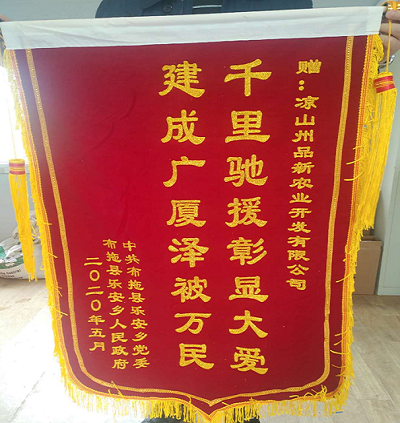 赠：凉山州品新农业开发有限公司
千里驰援彰显大爱
建成广厦泽被万民
中共布拖县乐安乡党委
布拖县乐安乡人民政府
二〇二〇年五月